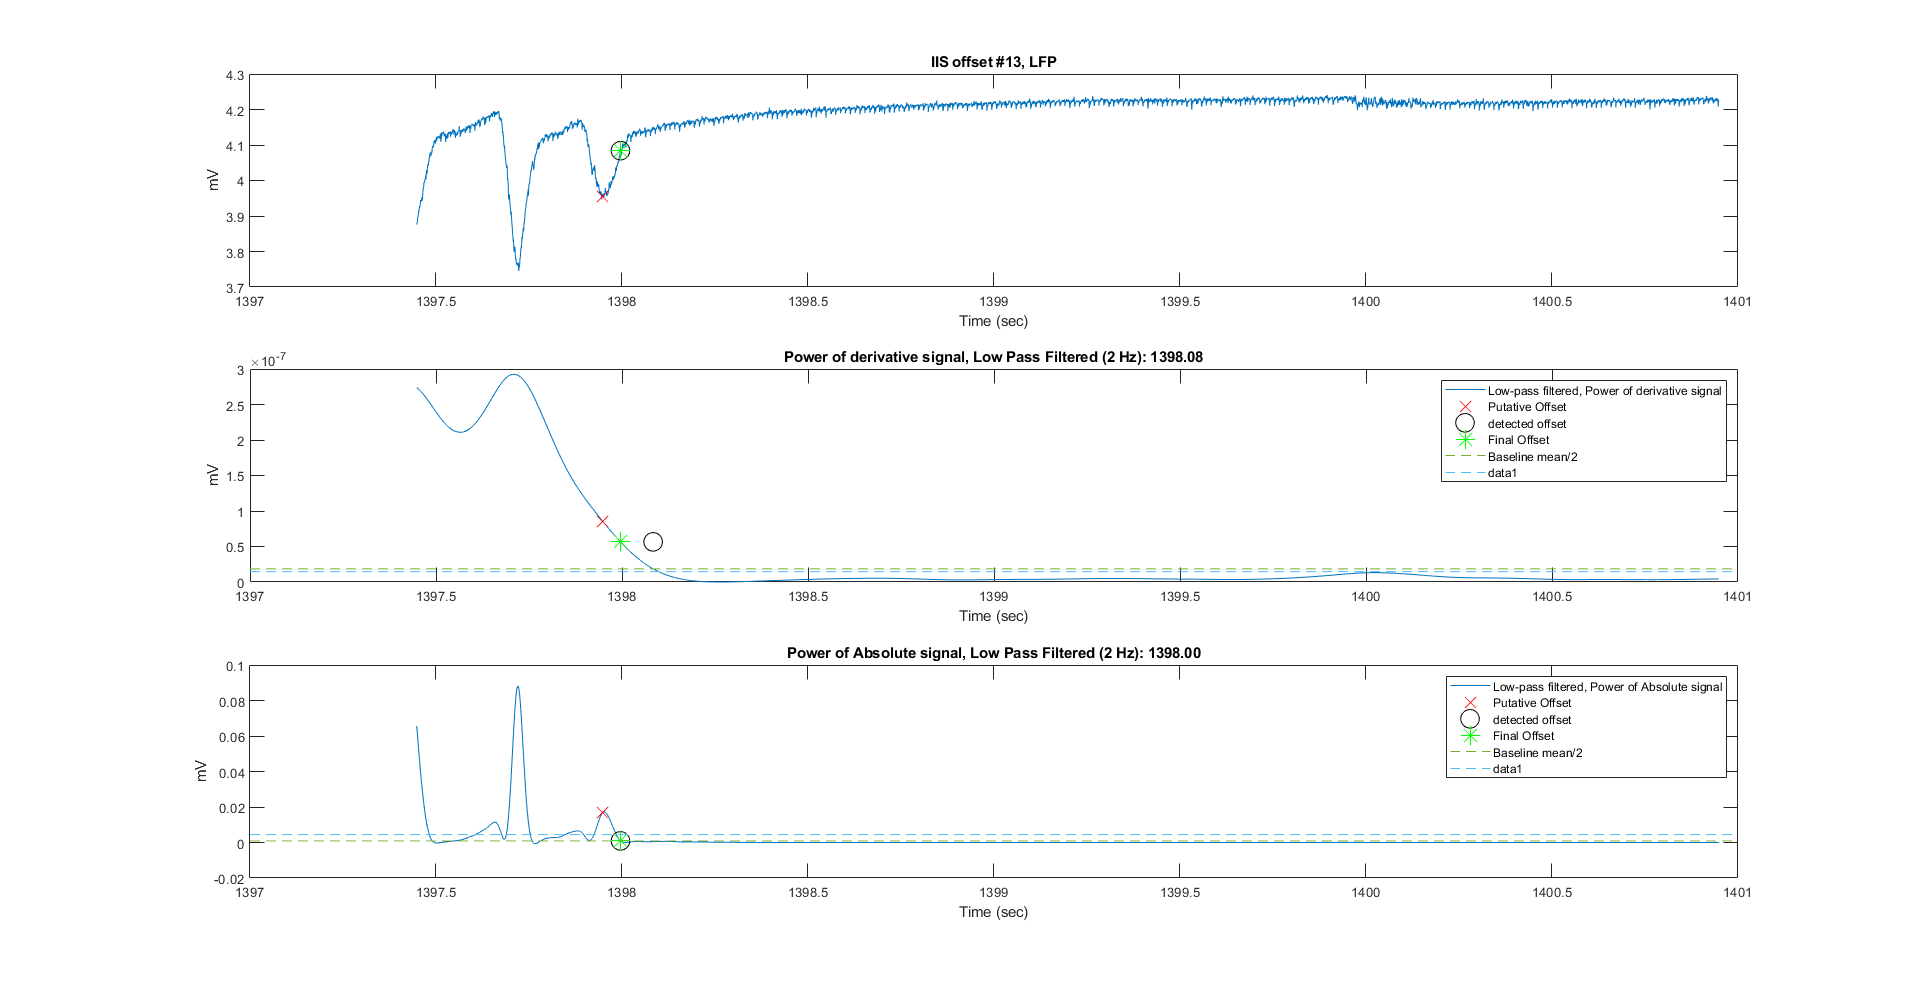 IIS offset #13, LFP
4.3
4.2
4.1
4
3.9
3.8
3.7
mV
1397 1397.5 1398 1398.5 1399 1399.5 1400 1400.5 1401
Time (sec)
×10-7
Power of derivative signal, Low Pass Filtered (2 Hz): 1398.08
3
2.5
2
1.5
1
0.5
0
mV
Low-pass filtered, Power of derivative signal
Putative Offset
detected offset
Final Offset
Baseline mean/2
data1
1397 1397.5 1398 1398.5 1399 1399.5 1400 1400.5 1401
Time (sec)
Power of Absolute signal, Low Pass Filtered (2 Hz): 1398.00
0.1
0.08
0.06
0.04
0.02
0
-0.02
mV
Low-pass filtered, Power of Absolute signal
Putative Offset
detected offset
Final Offset
Baseline mean/2
data1
1397 1397.5 1398 1398.5 1399 1399.5 1400 1400.5 1401
Time (sec)